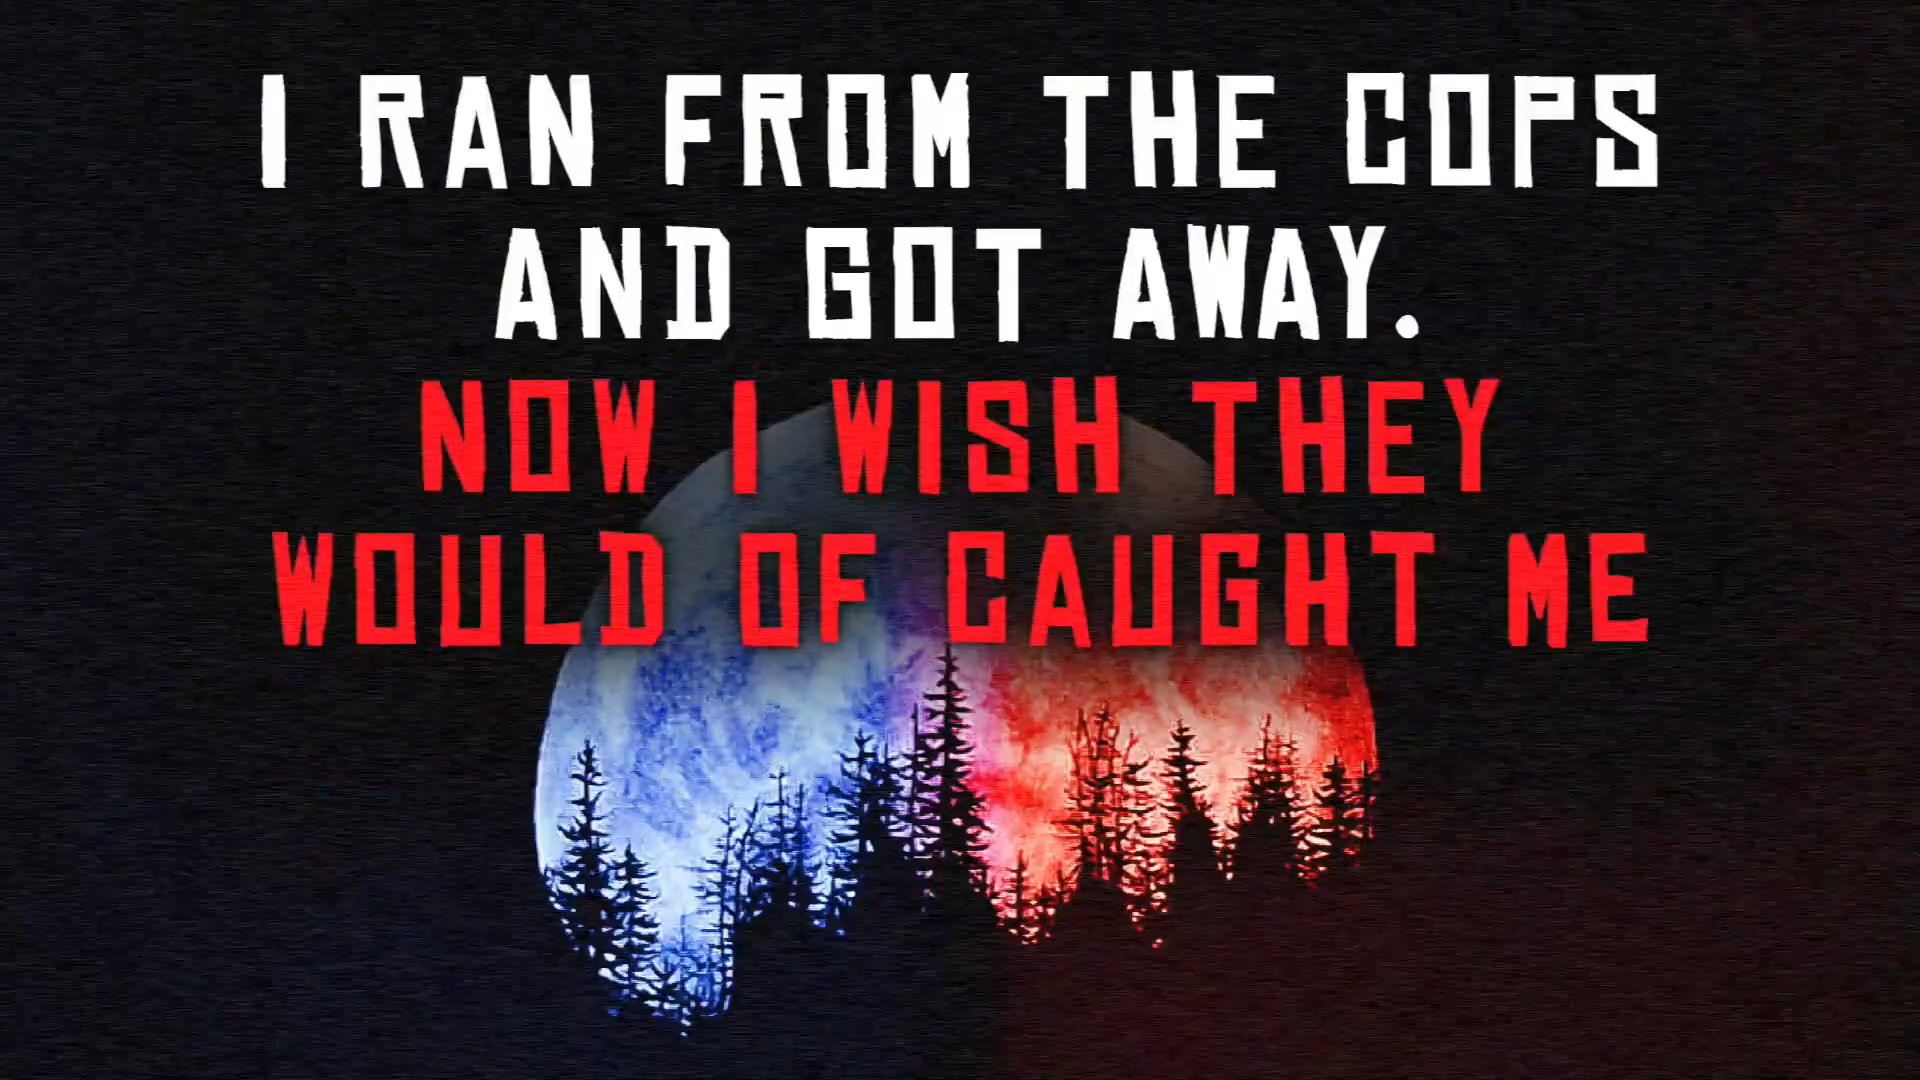 I RAN FROM THE COPS
AND GOT AWAY.
NOW I WISH THEY
WOULD OF CAUGHT ME